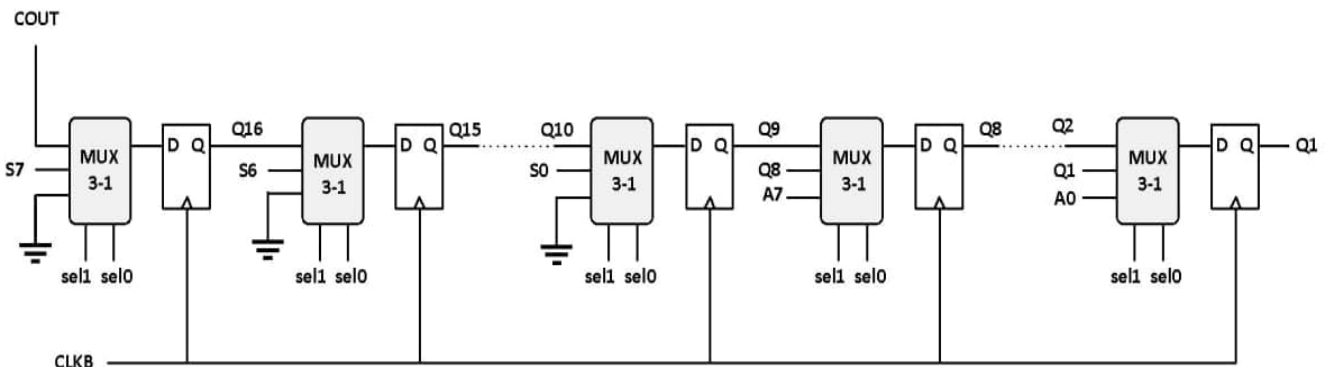 COUT
D Q Q16 D Q Q15 Q10 D Q Q9 D Q Q8 Q2 D Q Q1
S7 MUX 3-1 S6 MUX 3-1 S0 MUX 3-1 Q8 A7 MUX 3-1 Q1 A0 MUX 3-1
sel1 sel0 sel1 sel0 sel1 sel0 sel1 sel0 sel1 sel0
CLKB